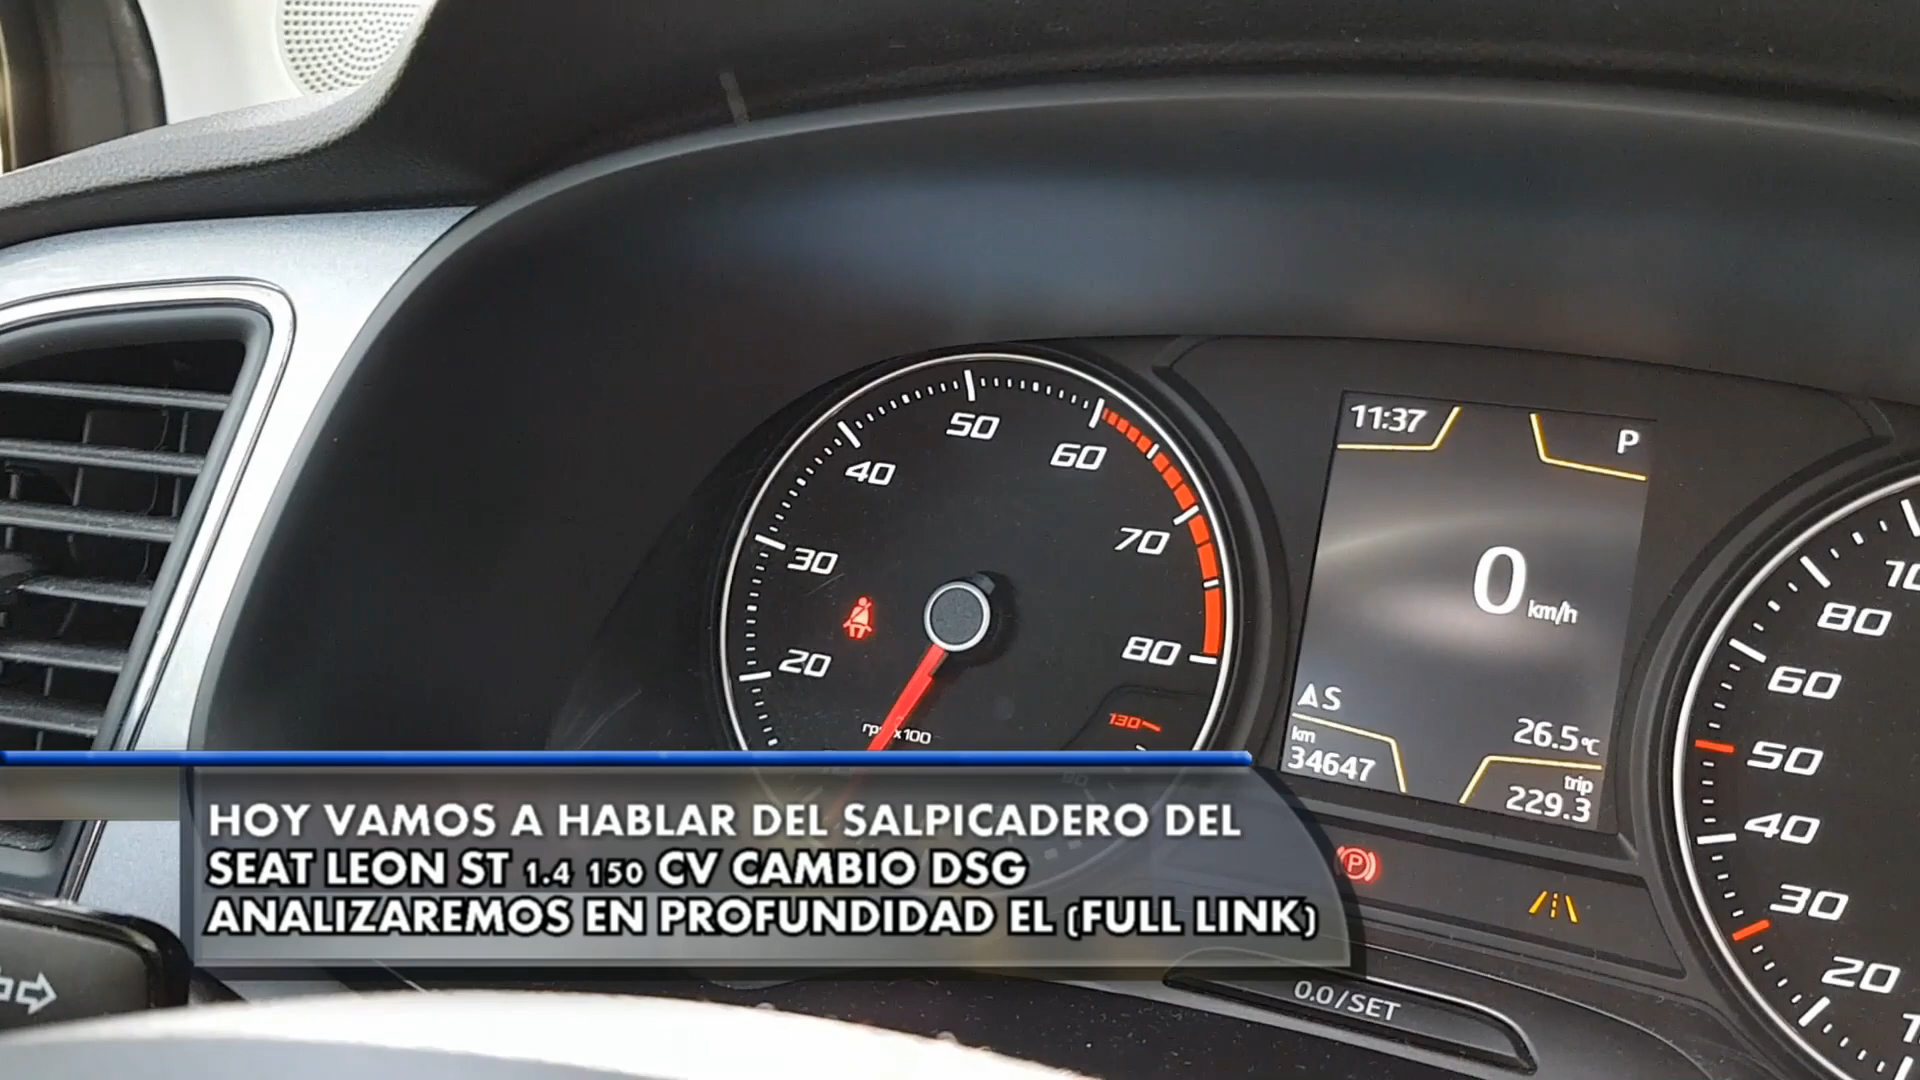 50
40
60
30
70
20
80
rpm x100
130
90
11:37
P
0 km/h
S
km
34647
26.5°C
trip
229.3
80
60
50
40
30
20
HOY VAMOS A HABLAR DEL SALPICADERO DEL
SEAT LEON ST 1.4 150 CV CAMBIO DSG
ANALIZAREMOS EN PROFUNDIDAD EL (FULL LINK)
P
0.0/SET